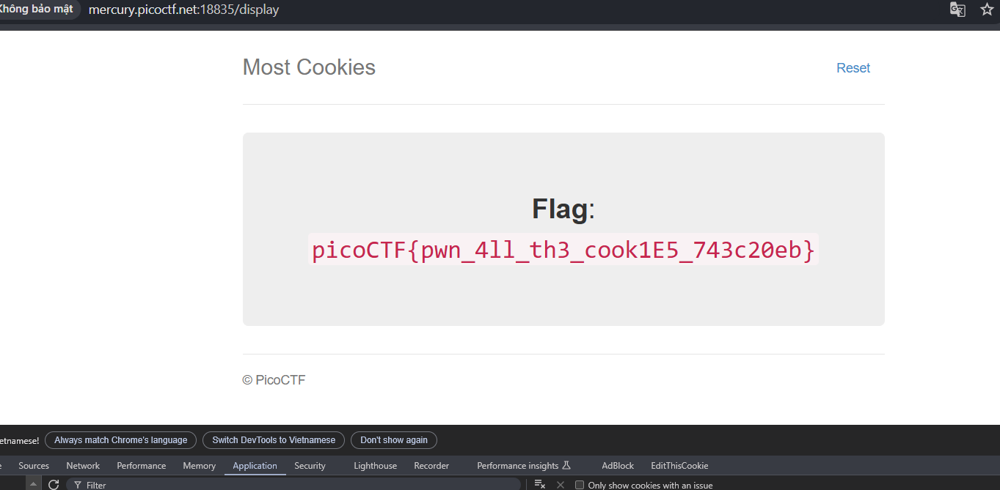 Không bảo mật mercury.picoctf.net:18835/display
Most Cookies Reset
Flag:
picoCTF{pwn_4ll_th3_cook1E5_743c20eb}
© PicoCTF
etnamese! Always match Chrome's language Switch DevTools to Vietnamese Don't show again
Sources Network Performance Memory Application Security Lighthouse Recorder Performance insights AdBlock EditThisCookie
Filter Only show cookies with an issue